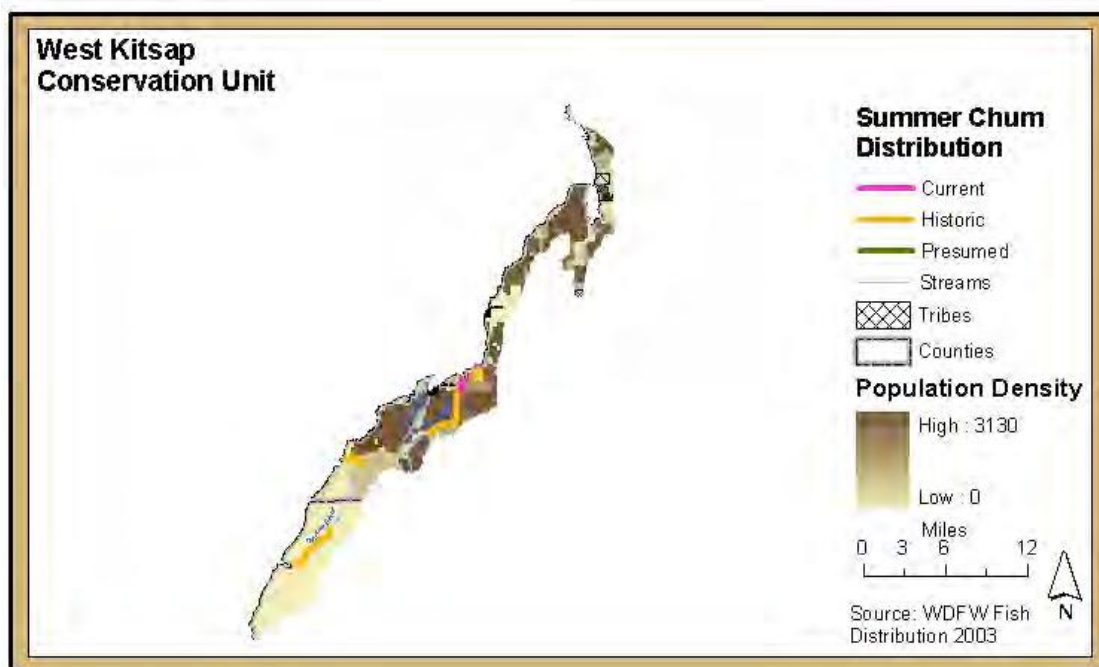 West Kitsap
Conservation Unit
Summer Chum
Distribution
Current
Historic
Presumed
Streams
Tribes
Counties
Population Density
High : 3130
Low : 0
Miles
0 3 6 12
N
Source: WDFW Fish
Distribution 2003